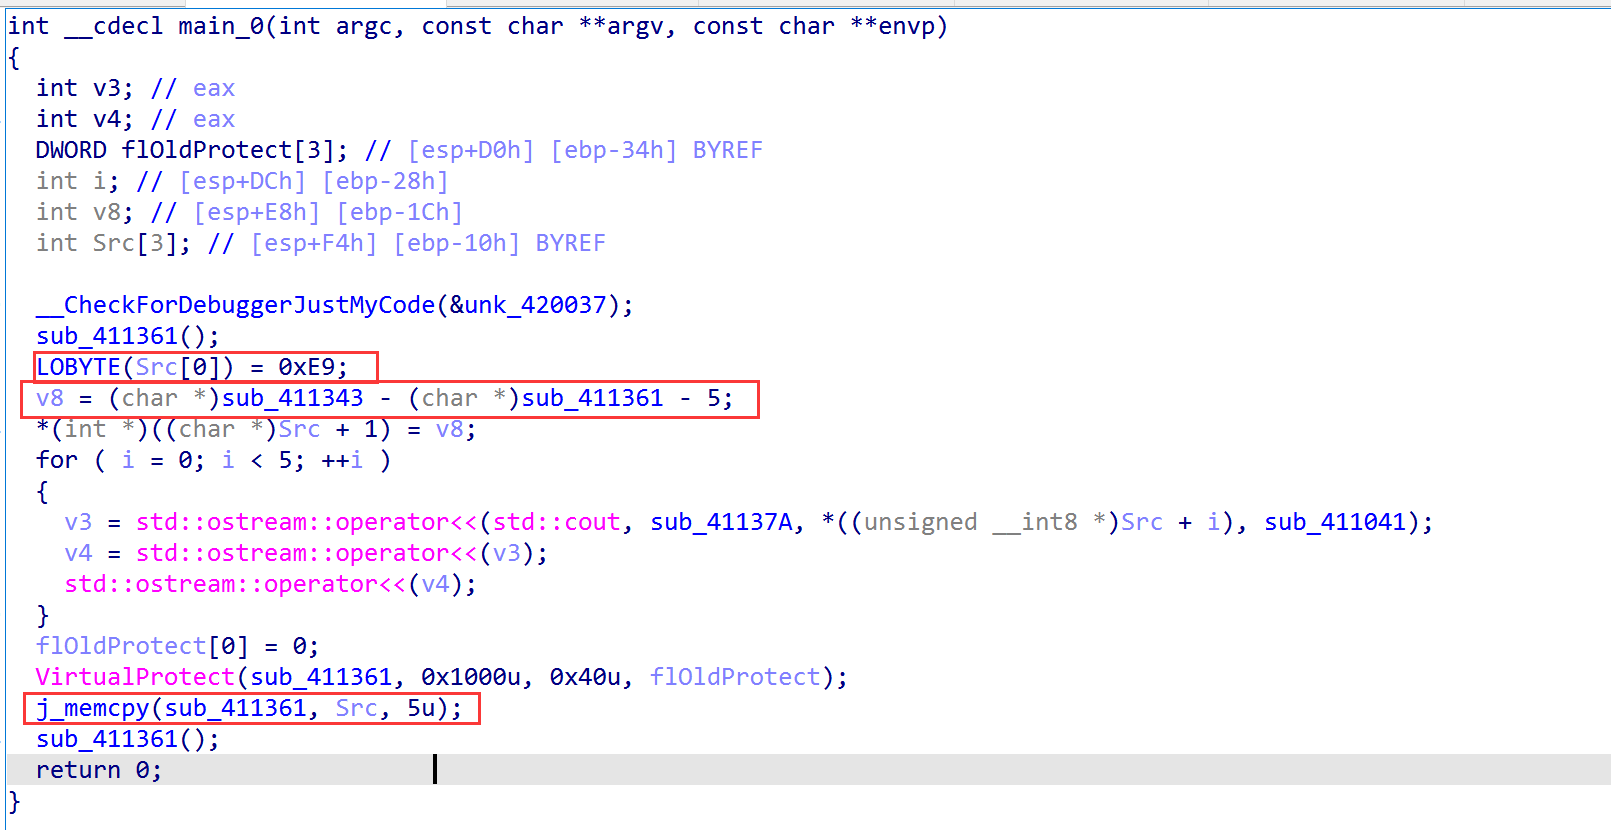 int __cdecl main_0(int argc, const char **argv, const char **envp)
{
  int v3; // eax
  int v4; // eax
  DWORD flOldProtect[3]; // [esp+D0h] [ebp-34h] BYREF
  int i; // [esp+DCh] [ebp-28h]
  int v8; // [esp+E8h] [ebp-1Ch]
  int Src[3]; // [esp+F4h] [ebp-10h] BYREF

  __CheckForDebuggerJustMyCode(&unk_420037);
  sub_411361();
  LOBYTE(Src[0]) = 0xE9;
  v8 = (char *)sub_411343 - (char *)sub_411361 - 5;
  *(int *)((char *)Src + 1) = v8;
  for ( i = 0; i < 5; ++i )
  {
    v3 = std::ostream::operator<<(std::cout, sub_41137A, *((unsigned __int8 *)Src + i), sub_411041);
    v4 = std::ostream::operator<<(v3);
    std::ostream::operator<<(v4);
  }
  flOldProtect[0] = 0;
  VirtualProtect(sub_411361, 0x1000u, 0x40u, flOldProtect);
  j_memcpy(sub_411361, Src, 5u);
  sub_411361();
  return 0;
}